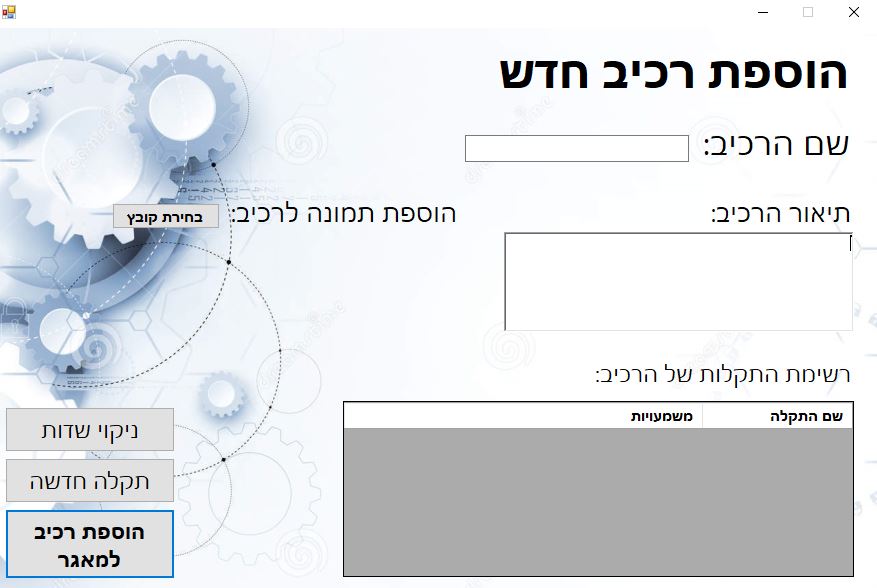 הוספת רכיב חדש
שם הרכיב:
תיאור הרכיב:
הוספת תמונה לרכיב:
בחירת קובץ
רשימת התקלות של הרכיב:
שם התקלה
משמעויות
ניקוי שדות
תקלה חדשה
הוספת רכיב
למאגר